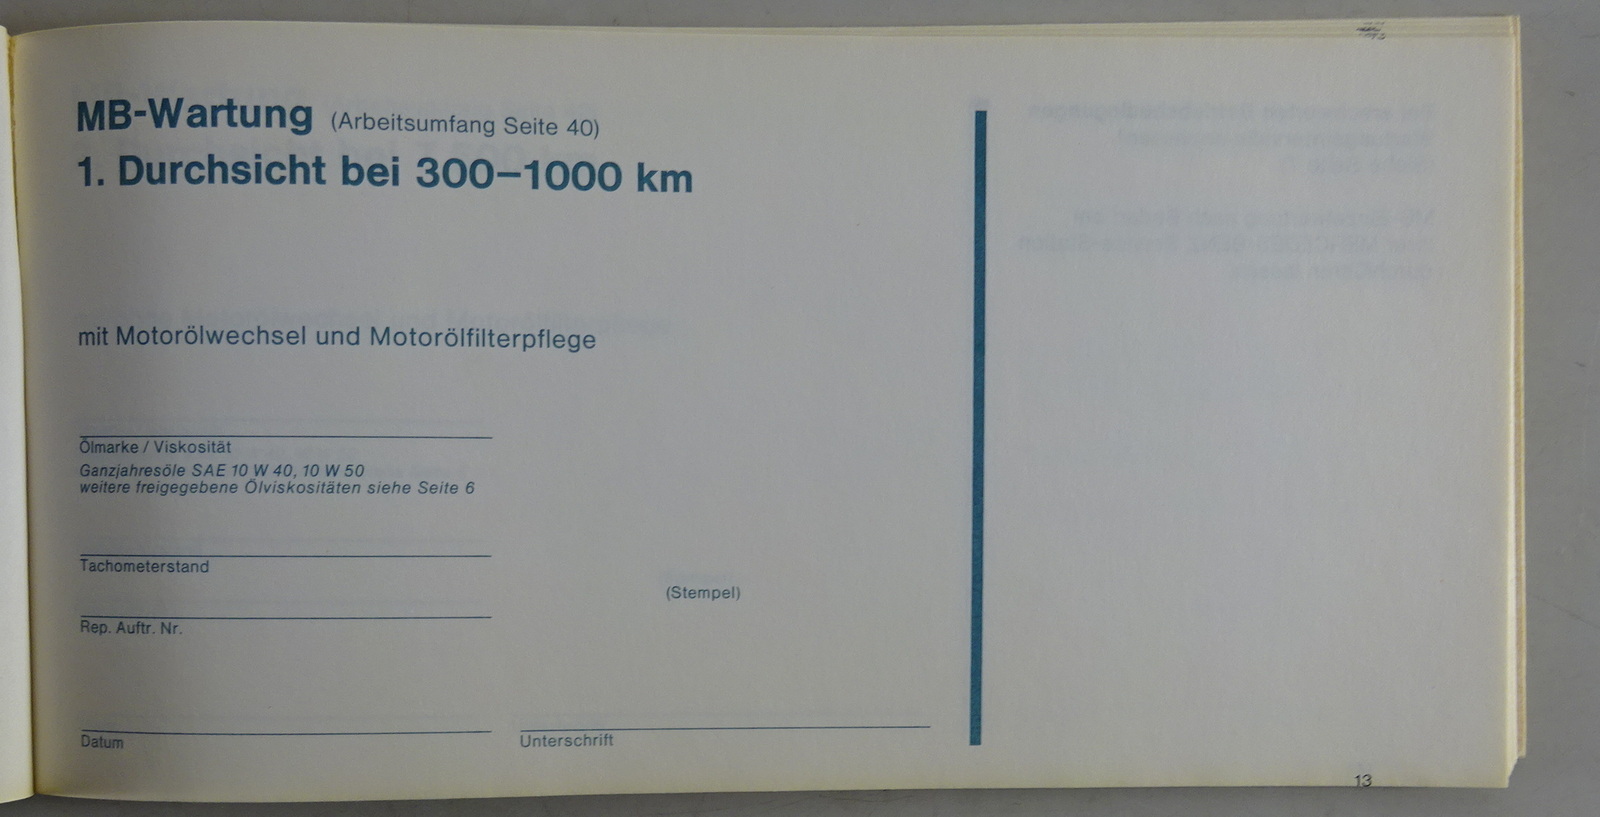 MB-Wartung (Arbeitsumfang Seite 40)
1. Durchsicht bei 300–1000 km
mit Motorölwechsel und Motorölfilterpflege
Ölmarke / Viskosität
Ganzjahresöle SAE 10 W 40, 10 W 50
weitere freigegebene Ölviskositäten siehe Seite 6
Tachometerstand
(Stempel)
Rep. Auftr. Nr.
Datum
Unterschrift
13